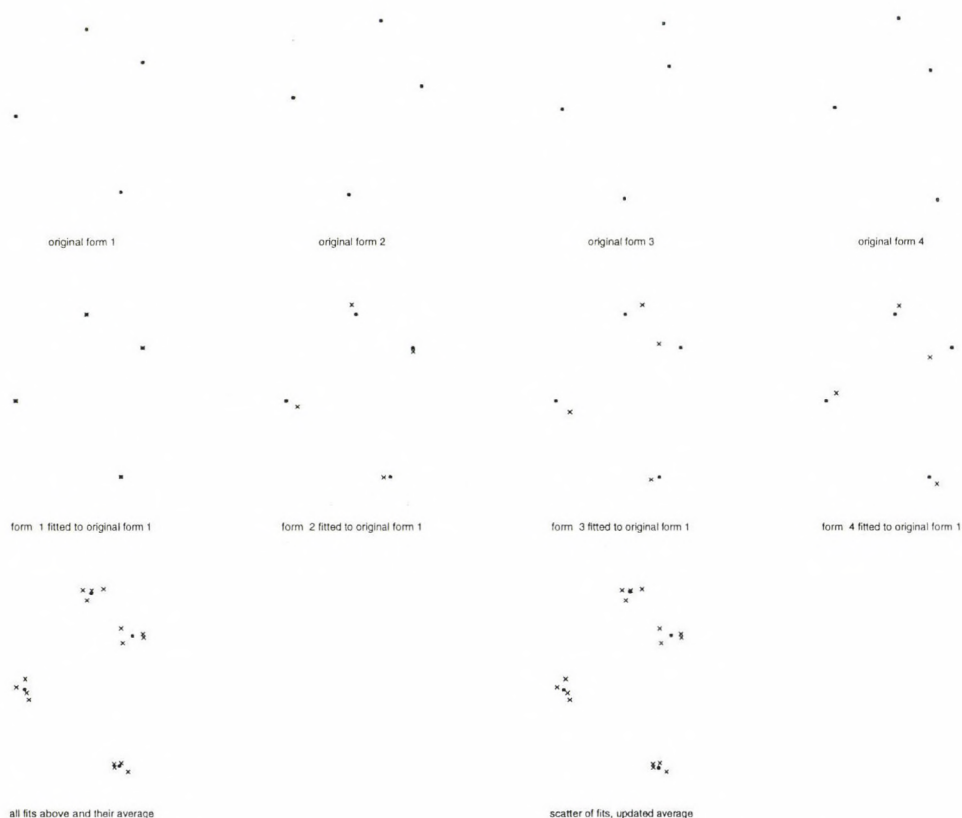 original form 1
original form 2
original form 3
original form 4
form 1 fitted to original form 1
form 2 fitted to original form 1
form 3 fitted to original form 1
form 4 fitted to original form 1
all fits above and their average
scatter of fits, updated average